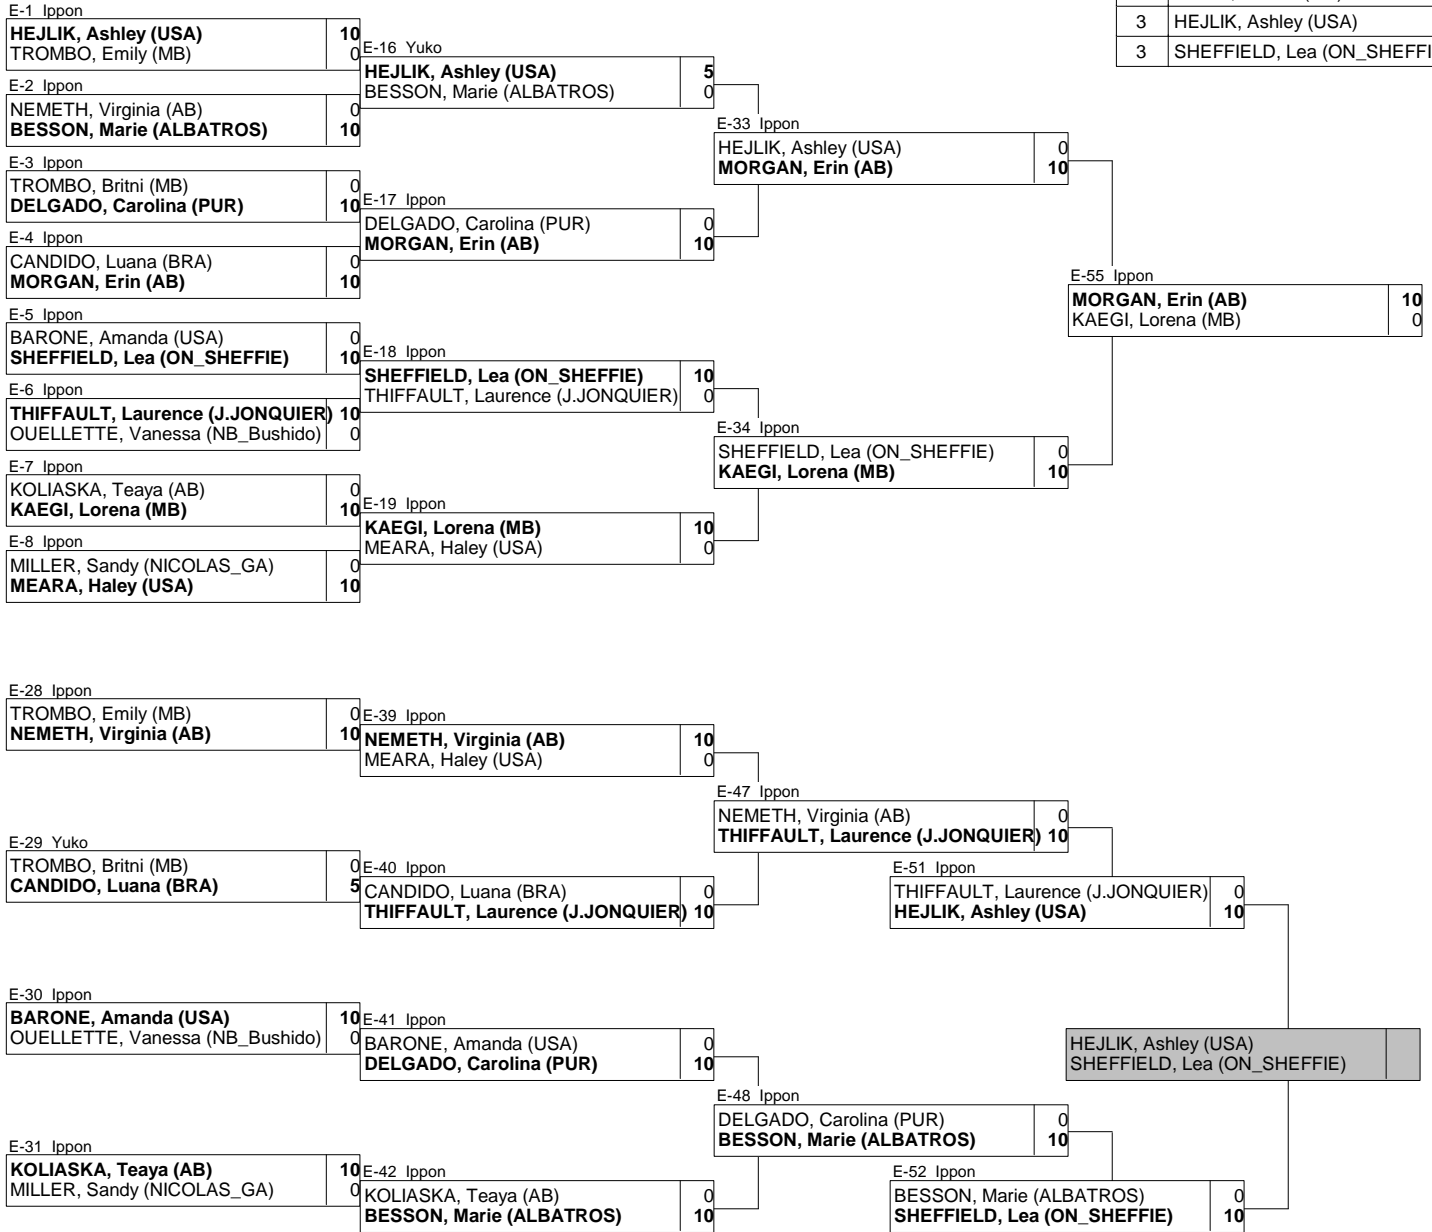 E-1 Ippon
HEJLIK, Ashley (USA) 10
TROMBO, Emily (MB) 0
E-2 Ippon
NEMETH, Virginia (AB) 0
BESSON, Marie (ALBATROS) 10
E-3 Ippon
TROMBO, Britni (MB) 0
DELGADO, Carolina (PUR) 10
E-4 Ippon
CANDIDO, Luana (BRA) 0
MORGAN, Erin (AB) 10
E-5 Ippon
BARONE, Amanda (USA) 0
SHEFFIELD, Lea (ON_SHEFFIE) 10
E-6 Ippon
THIFFAULT, Laurence (J.JONQUIER) 10
OUELLETTE, Vanessa (NB_Bushido) 0
E-7 Ippon
KOLIASKA, Teaya (AB) 0
KAEGI, Lorena (MB) 10
E-8 Ippon
MILLER, Sandy (NICOLAS_GA) 0
MEARA, Haley (USA) 10
E-16 Yuko
HEJLIK, Ashley (USA) 5
BESSON, Marie (ALBATROS) 0
E-17 Ippon
DELGADO, Carolina (PUR) 0
MORGAN, Erin (AB) 10
E-18 Ippon
SHEFFIELD, Lea (ON_SHEFFIE) 10
THIFFAULT, Laurence (J.JONQUIER) 0
E-19 Ippon
KAEGI, Lorena (MB) 10
MEARA, Haley (USA) 0
E-33 Ippon
HEJLIK, Ashley (USA) 0
MORGAN, Erin (AB) 10
E-34 Ippon
SHEFFIELD, Lea (ON_SHEFFIE) 0
KAEGI, Lorena (MB) 10
3 HEJLIK, Ashley (USA)
3 SHEFFIELD, Lea (ON_SHEFFI
E-55 Ippon
MORGAN, Erin (AB) 10
KAEGI, Lorena (MB) 0
E-28 Ippon
TROMBO, Emily (MB) 0
NEMETH, Virginia (AB) 10
E-29 Yuko
TROMBO, Britni (MB) 0
CANDIDO, Luana (BRA) 5
E-30 Ippon
BARONE, Amanda (USA) 10
OUELLETTE, Vanessa (NB_Bushido) 0
E-31 Ippon
KOLIASKA, Teaya (AB) 10
MILLER, Sandy (NICOLAS_GA) 0
E-39 Ippon
NEMETH, Virginia (AB) 10
MEARA, Haley (USA) 0
E-40 Ippon
CANDIDO, Luana (BRA) 0
THIFFAULT, Laurence (J.JONQUIER) 10
E-41 Ippon
BARONE, Amanda (USA) 0
DELGADO, Carolina (PUR) 10
E-42 Ippon
KOLIASKA, Teaya (AB) 0
BESSON, Marie (ALBATROS) 10
E-47 Ippon
NEMETH, Virginia (AB) 0
THIFFAULT, Laurence (J.JONQUIER) 10
E-48 Ippon
DELGADO, Carolina (PUR) 0
BESSON, Marie (ALBATROS) 10
E-51 Ippon
THIFFAULT, Laurence (J.JONQUIER) 0
HEJLIK, Ashley (USA) 10
E-52 Ippon
BESSON, Marie (ALBATROS) 0
SHEFFIELD, Lea (ON_SHEFFIE) 10
HEJLIK, Ashley (USA)
SHEFFIELD, Lea (ON_SHEFFIE)